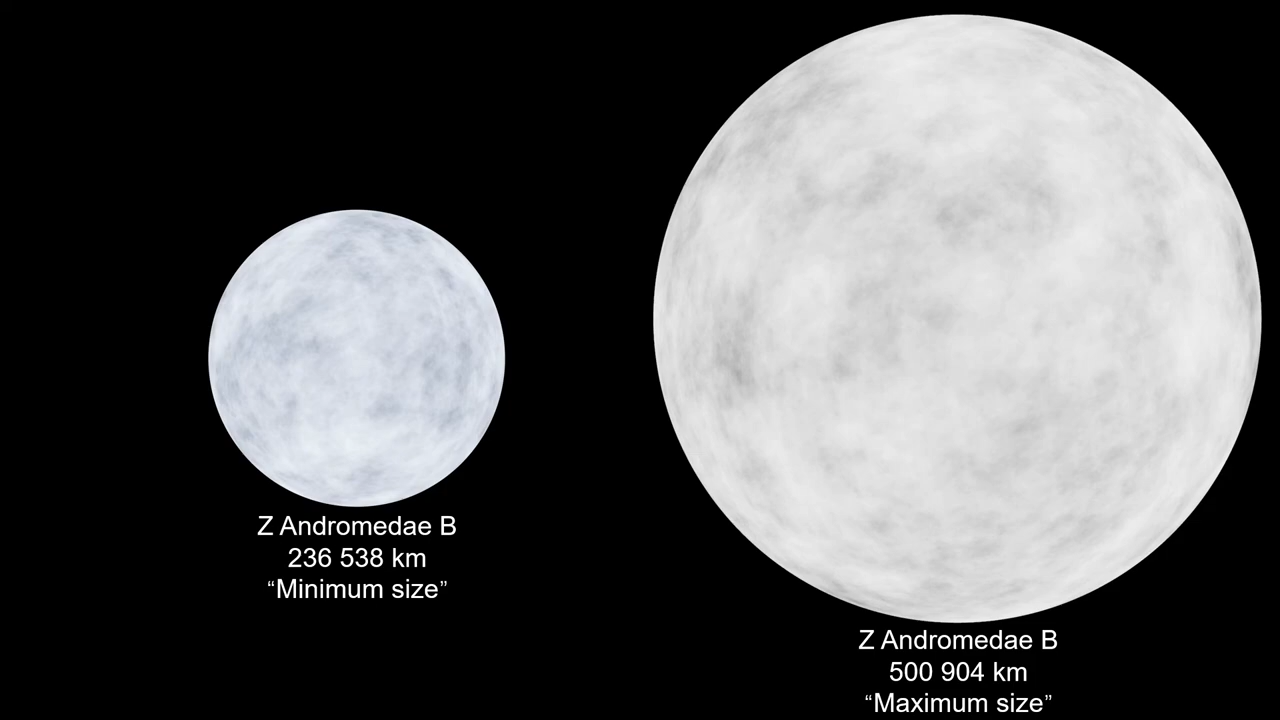 Z Andromedae B
236 538 km
“Minimum size”
Z Andromedae B
500 904 km
“Maximum size”